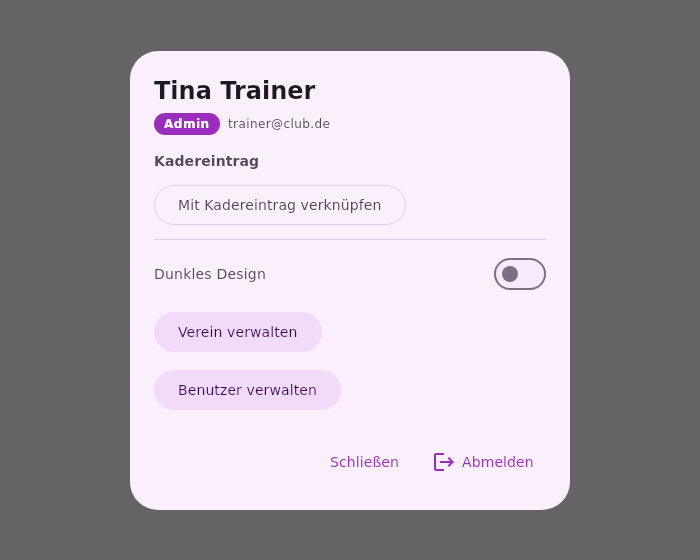 Tina Trainer
Admin trainer@club.de
Kadereintrag
Mit Kadereintrag verknüpfen
Dunkles Design
Verein verwalten
Benutzer verwalten
Schließen Abmelden